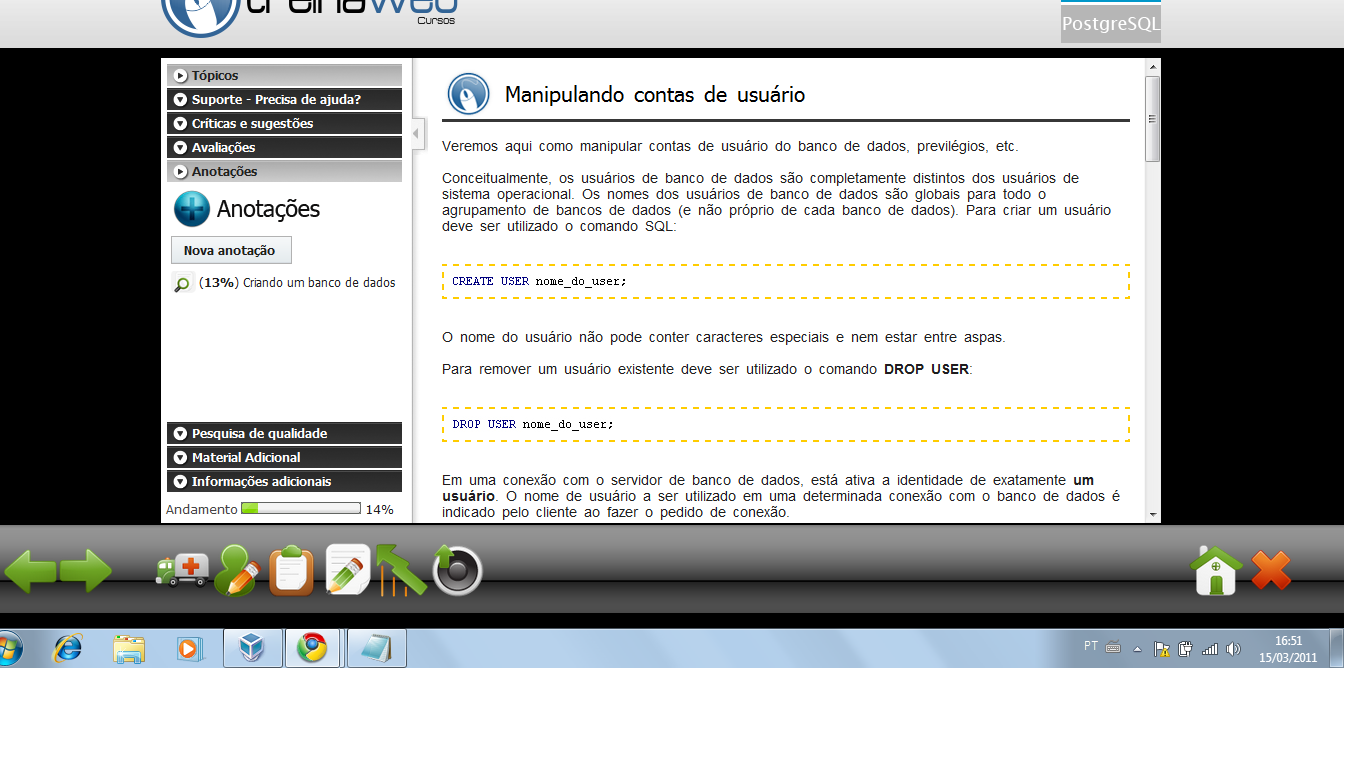 treinaweb
Cursos
PostgreSQL
Tópicos
Suporte - Precisa de ajuda?
Críticas e sugestões
Avaliações
Anotações
Anotações
Nova anotação
(13%) Criando um banco de dados
Pesquisa de qualidade
Material Adicional
Informações adicionais
Andamento 14%
Manipulando contas de usuário
Veremos aqui como manipular contas de usuário do banco de dados, previlégios, etc.
Conceitualmente, os usuários de banco de dados são completamente distintos dos usuários de
sistema operacional. Os nomes dos usuários de banco de dados são globais para todo o
agrupamento de bancos de dados (e não próprio de cada banco de dados). Para criar um usuário
deve ser utilizado o comando SQL:
CREATE USER nome_do_user;
O nome do usuário não pode conter caracteres especiais e nem estar entre aspas.
Para remover um usuário existente deve ser utilizado o comando DROP USER:
DROP USER nome_do_user;
Em uma conexão com o servidor de banco de dados, está ativa a identidade de exatamente um
usuário. O nome de usuário a ser utilizado em uma determinada conexão com o banco de dados é
indicado pelo cliente ao fazer o pedido de conexão.
PT
16:51
15/03/2011